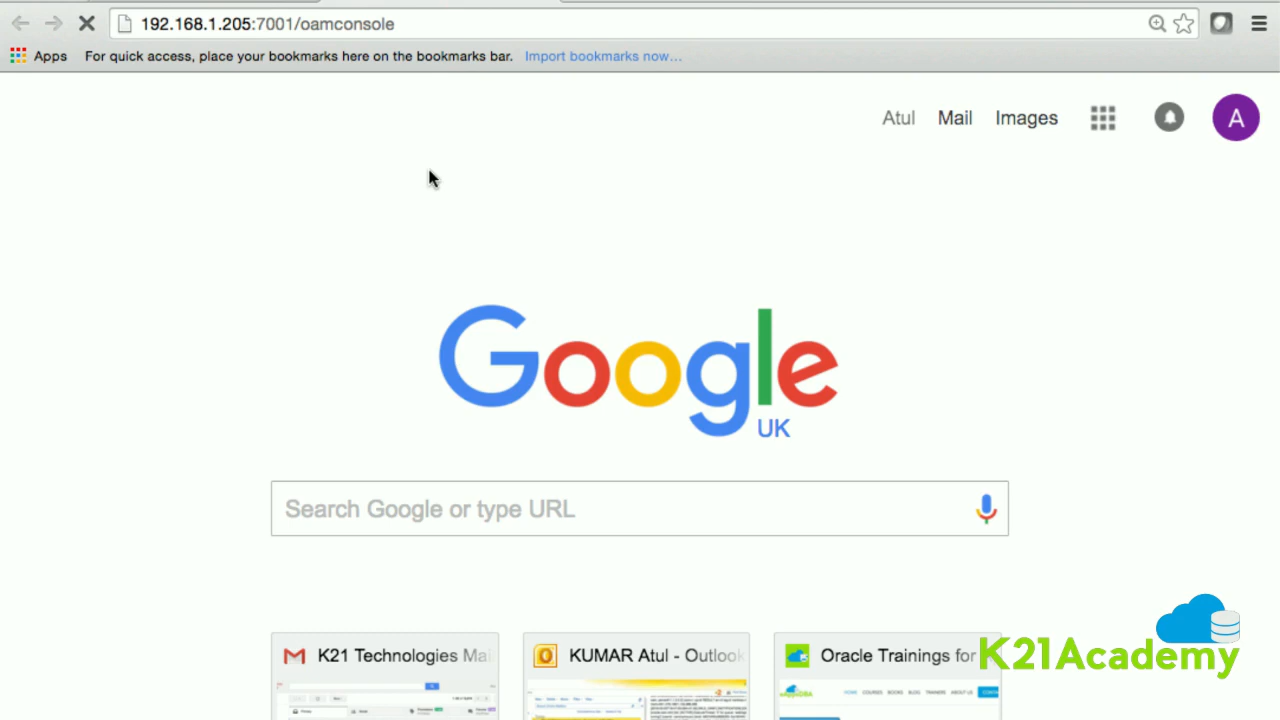 192.168.1.205:7001/oamconsole
Apps For quick access, place your bookmarks here on the bookmarks bar. Import bookmarks now...
Atul Mail Images A
Google
UK
Search Google or type URL
K21 Technologies Mai
KUMAR Atul - Outlook
Oracle Trainings for
K21Academy